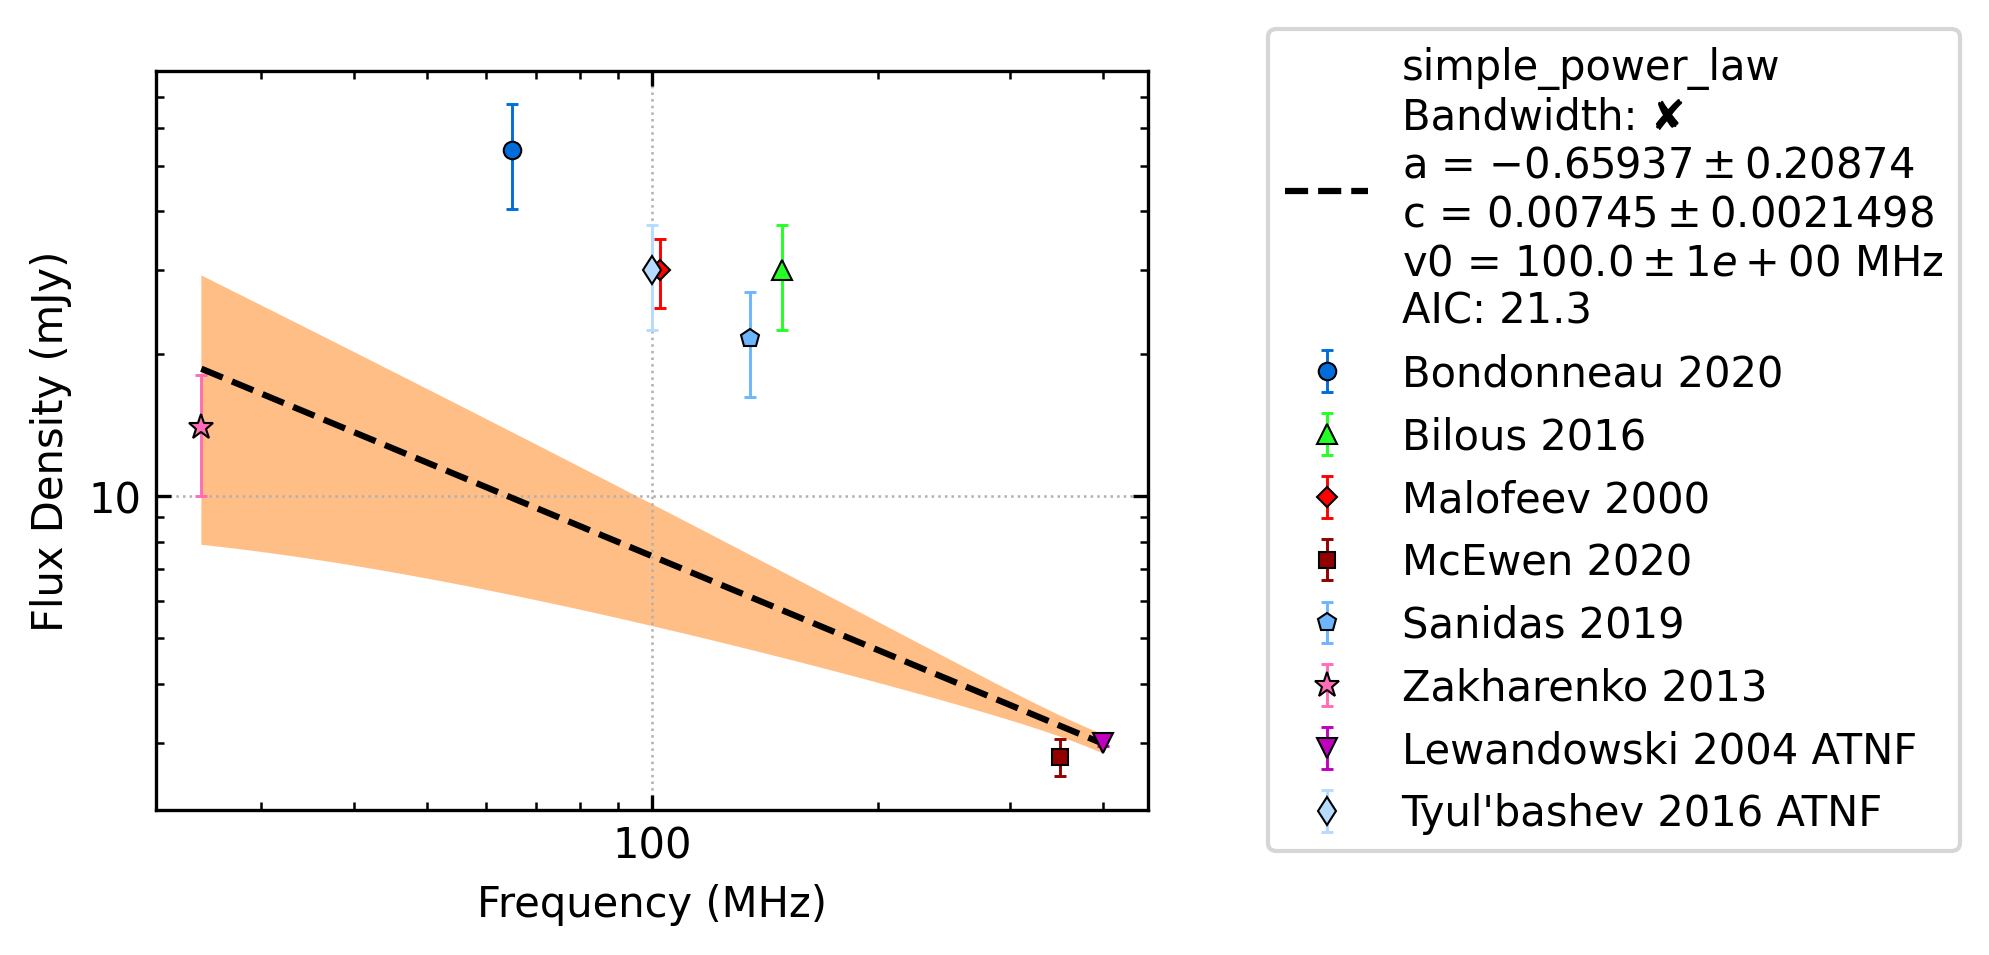 Flux Density (mJy)
10
100
Frequency (MHz)
simple_power_law
Bandwidth: ✘
a = −0.65937 ± 0.20874
c = 0.00745 ± 0.0021498
v0 = 100.0 ± 1e + 00 MHz
AIC: 21.3
Bondonneau 2020
Bilous 2016
Malofeev 2000
McEwen 2020
Sanidas 2019
Zakharenko 2013
Lewandowski 2004 ATNF
Tyul'bashev 2016 ATNF